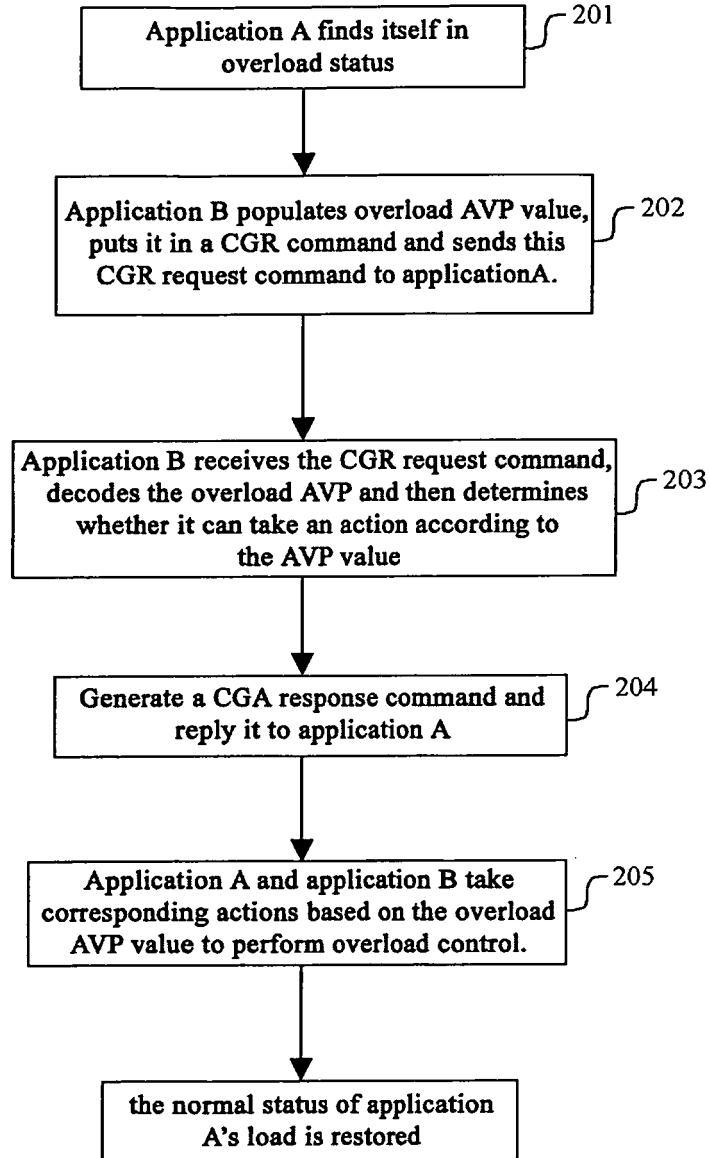 Application A finds itself in
overload status
201
Application B populates overload AVP value,
puts it in a CGR command and sends this
CGR request command to applicationA.
202
Application B receives the CGR request command,
decodes the overload AVP and then determines
whether it can take an action according to
the AVP value
203
Generate a CGA response command and
reply it to application A
204
Application A and application B take
corresponding actions based on the overload
AVP value to perform overload control.
205
the normal status of application
A's load is restored